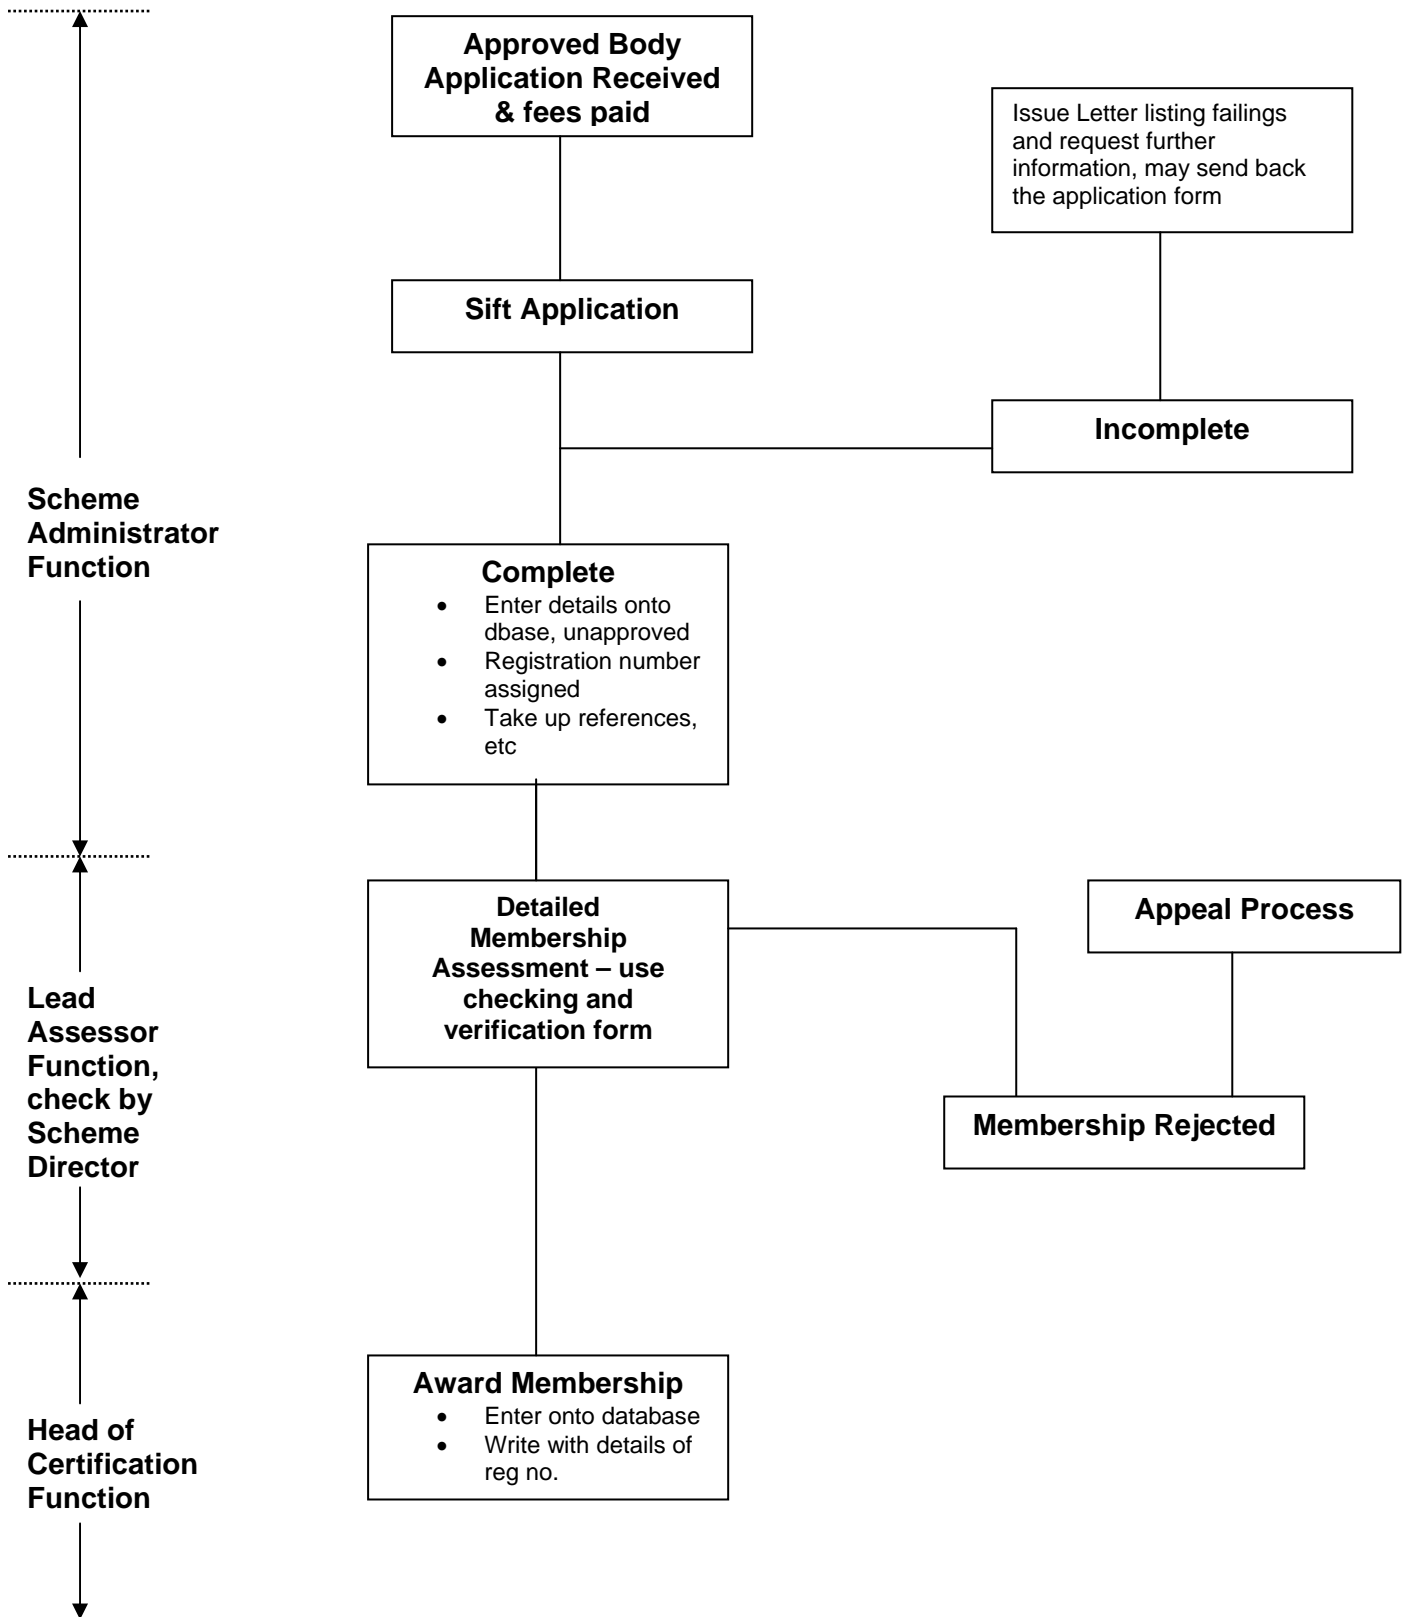 Approved Body
Application Received
& fees paid
Issue Letter listing failings
and request further
information, may send back
the application form
Sift Application
Incomplete
Scheme
Administrator
Function
Complete
• Enter details onto
dbase, unapproved
• Registration number
assigned
• Take up references,
etc
Detailed
Membership
Assessment – use
checking and
verification form
Appeal Process
Lead
Assessor
Function,
check by
Scheme
Director
Membership Rejected
Award Membership
• Enter onto database
• Write with details of
reg no.
Head of
Certification
Function